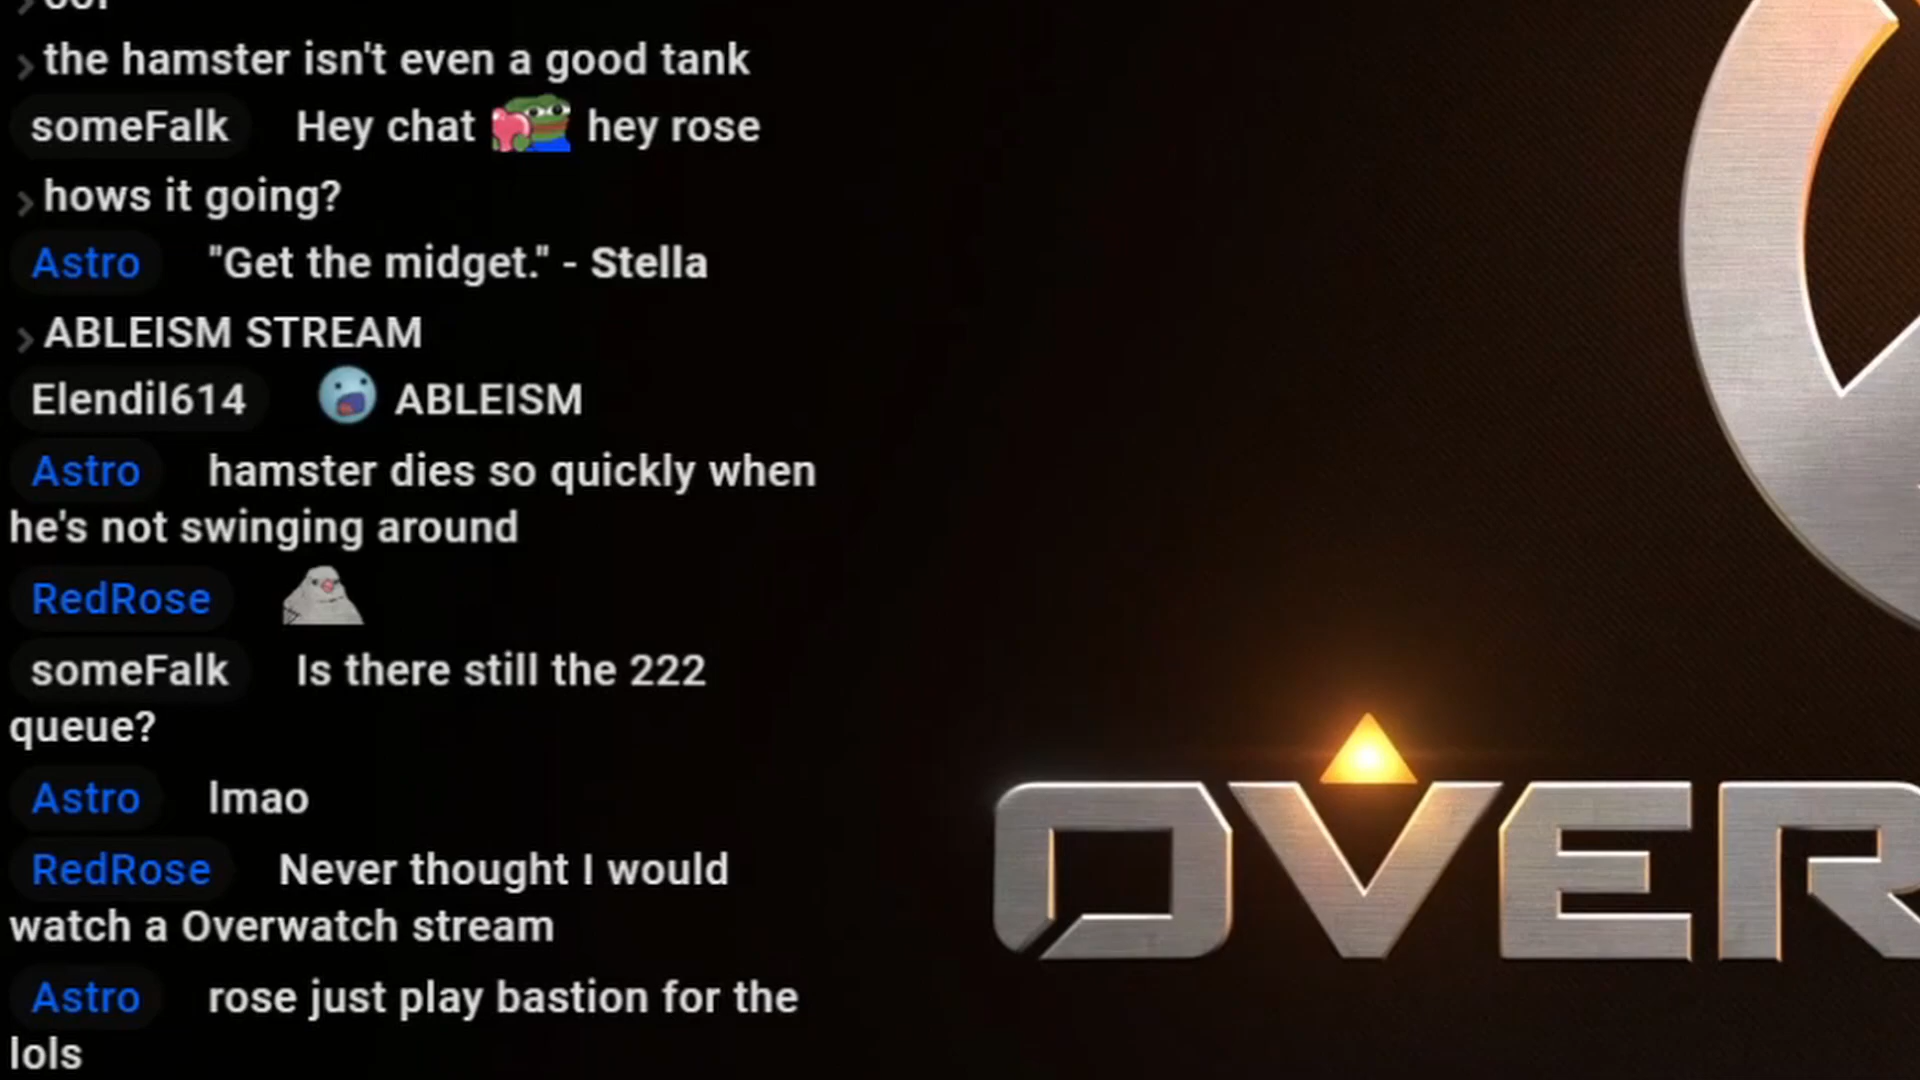 the hamster isn't even a good tank
someFalk Hey chat hey rose
hows it going?
Astro "Get the midget." - Stella
ABLEISM STREAM
Elendil614 ABLEISM
Astro hamster dies so quickly when
he's not swinging around
RedRose
someFalk Is there still the 222
queue?
Astro lmao
RedRose Never thought I would
watch a Overwatch stream
Astro rose just play bastion for the
lols
OVER